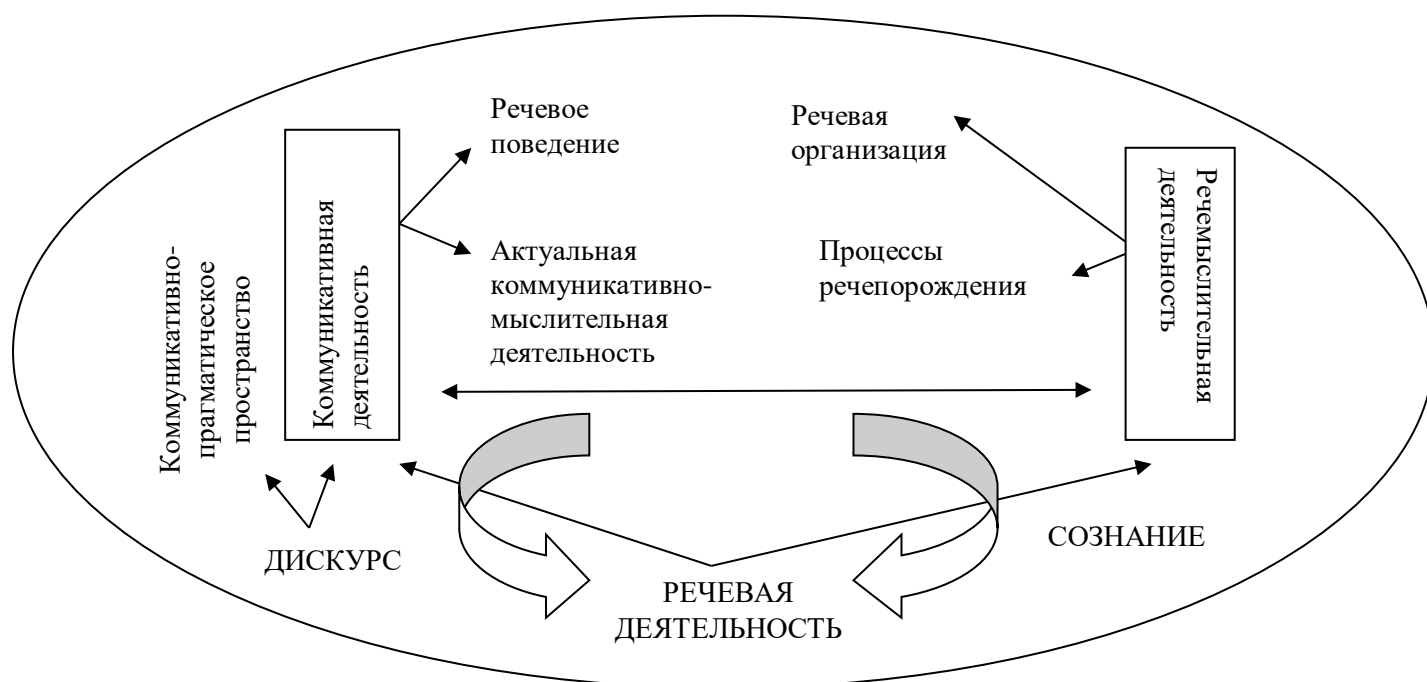 Речевое
поведение
Речевая
организация
Коммуникативно-
прагматическое
пространство
Коммуникативная
деятельность
Речемыслительная
деятельность
Актуальная
коммуникативно-
мыслительная
деятельность
Процессы
речепорождения
ДИСКУРС
СОЗНАНИЕ
РЕЧЕВАЯ
ДЕЯТЕЛЬНОСТЬ